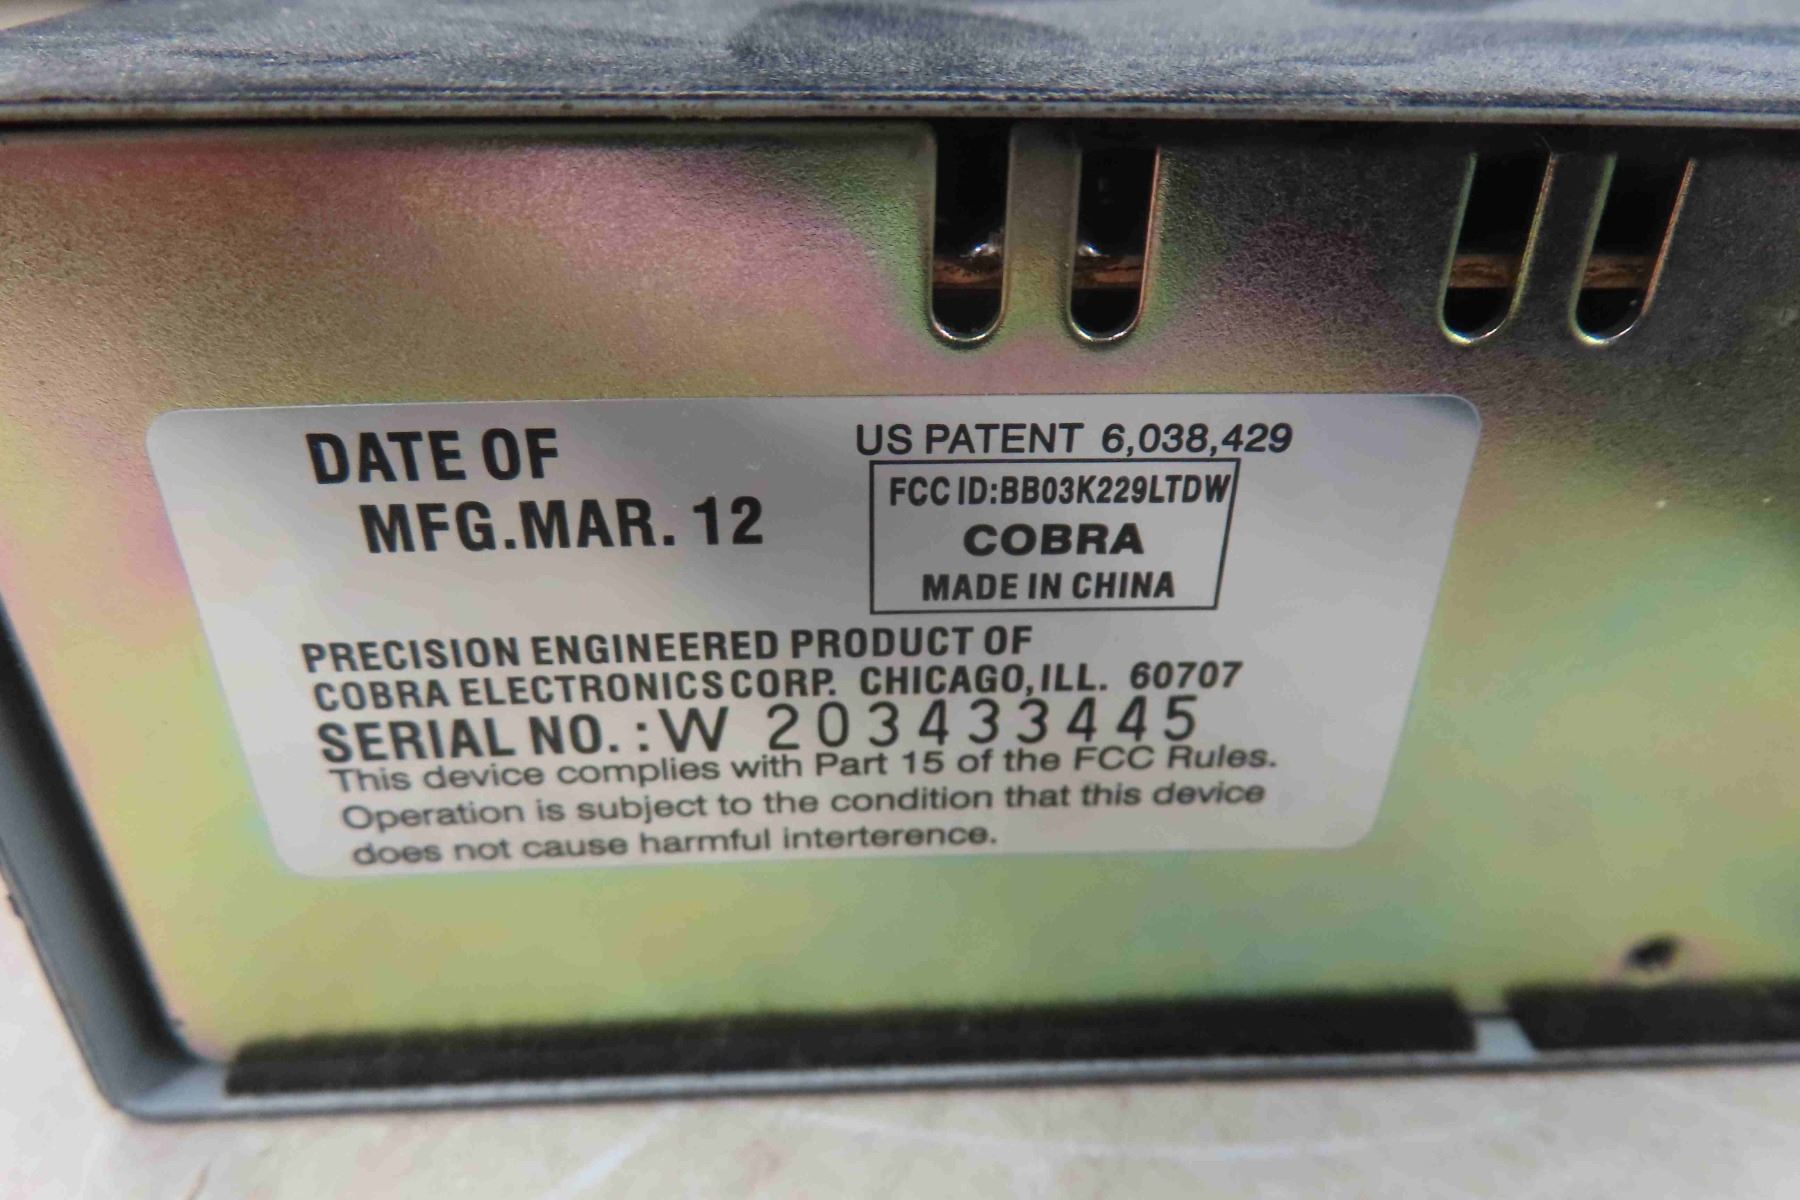 DATE OF
MFG.MAR. 12
US PATENT 6,038,429
FCC ID:BB03K229LTDW
COBRA
MADE IN CHINA
PRECISION ENGINEERED PRODUCT OF
COBRA ELECTRONICS CORP. CHICAGO, ILL. 60707
SERIAL NO. : W 203433445
This device complies with Part 15 of the FCC Rules.
Operation is subject to the condition that this device
does not cause harmful interterence.